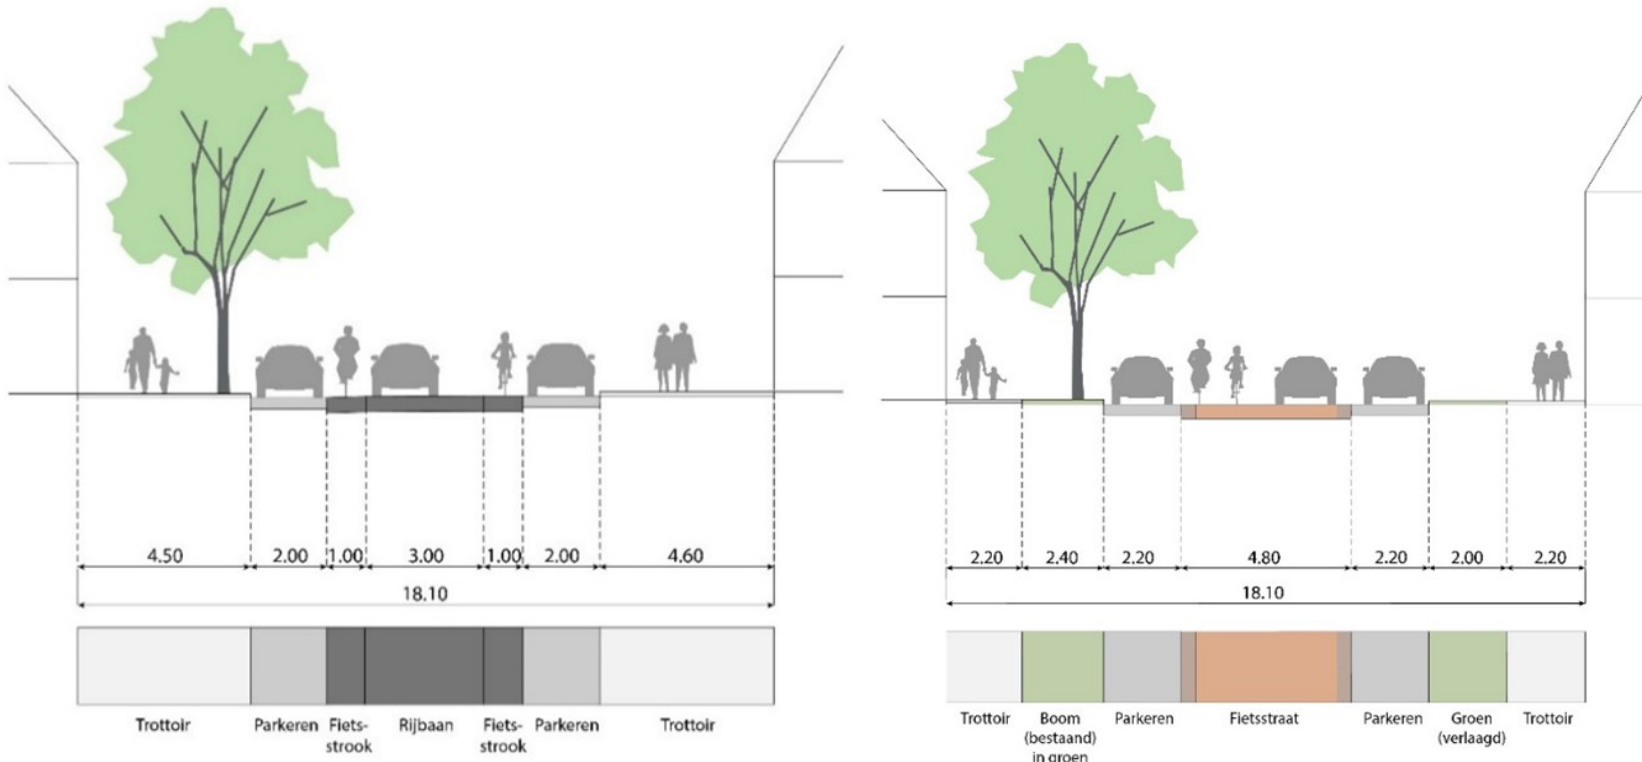 4.50 2.00 1.00 3.00 1.00 2.00 4.60
18.10
Trottoir Parkeren Fiets- Rijbaan Fiets- Parkeren Trottoir
strook strook
2.20 2.40 2.20 4.80 2.20 2.00 2.20
18.10
Trottoir Boom Parkeren Fietsstraat Parkeren Groen Trottoir
(bestaand) (verlaagd)
in groen